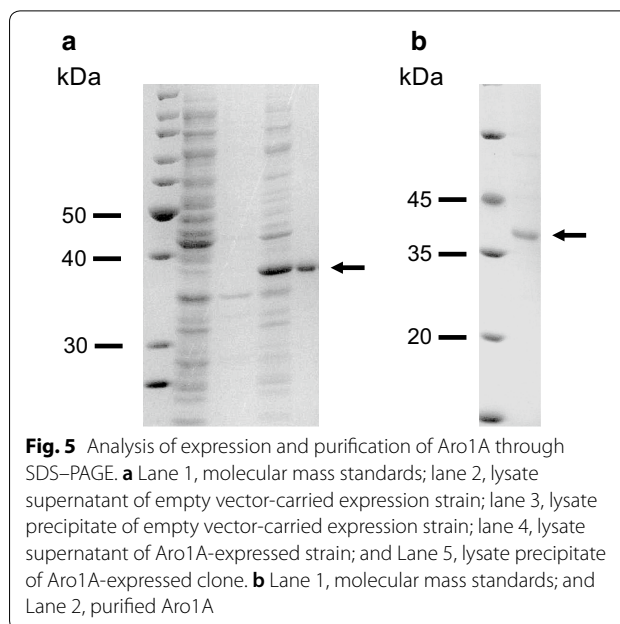 a
b
kDa
kDa
50
40
30
45
35
20
Fig. 5 Analysis of expression and purification of Aro1A through
SDS–PAGE. a Lane 1, molecular mass standards; lane 2, lysate
supernatant of empty vector-carried expression strain; lane 3, lysate
precipitate of empty vector-carried expression strain; lane 4, lysate
supernatant of Aro1A-expressed strain; and Lane 5, lysate precipitate
of Aro1A-expressed clone. b Lane 1, molecular mass standards; and
Lane 2, purified Aro1A